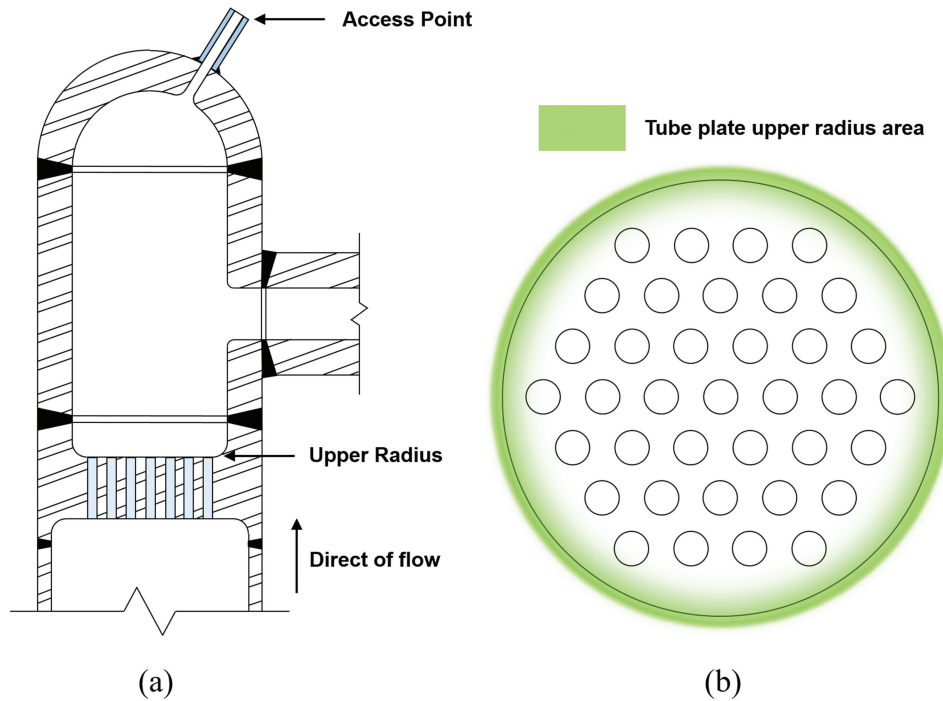 Access Point
Tube plate upper radius area
Upper Radius
Direct of flow
(a)
(b)